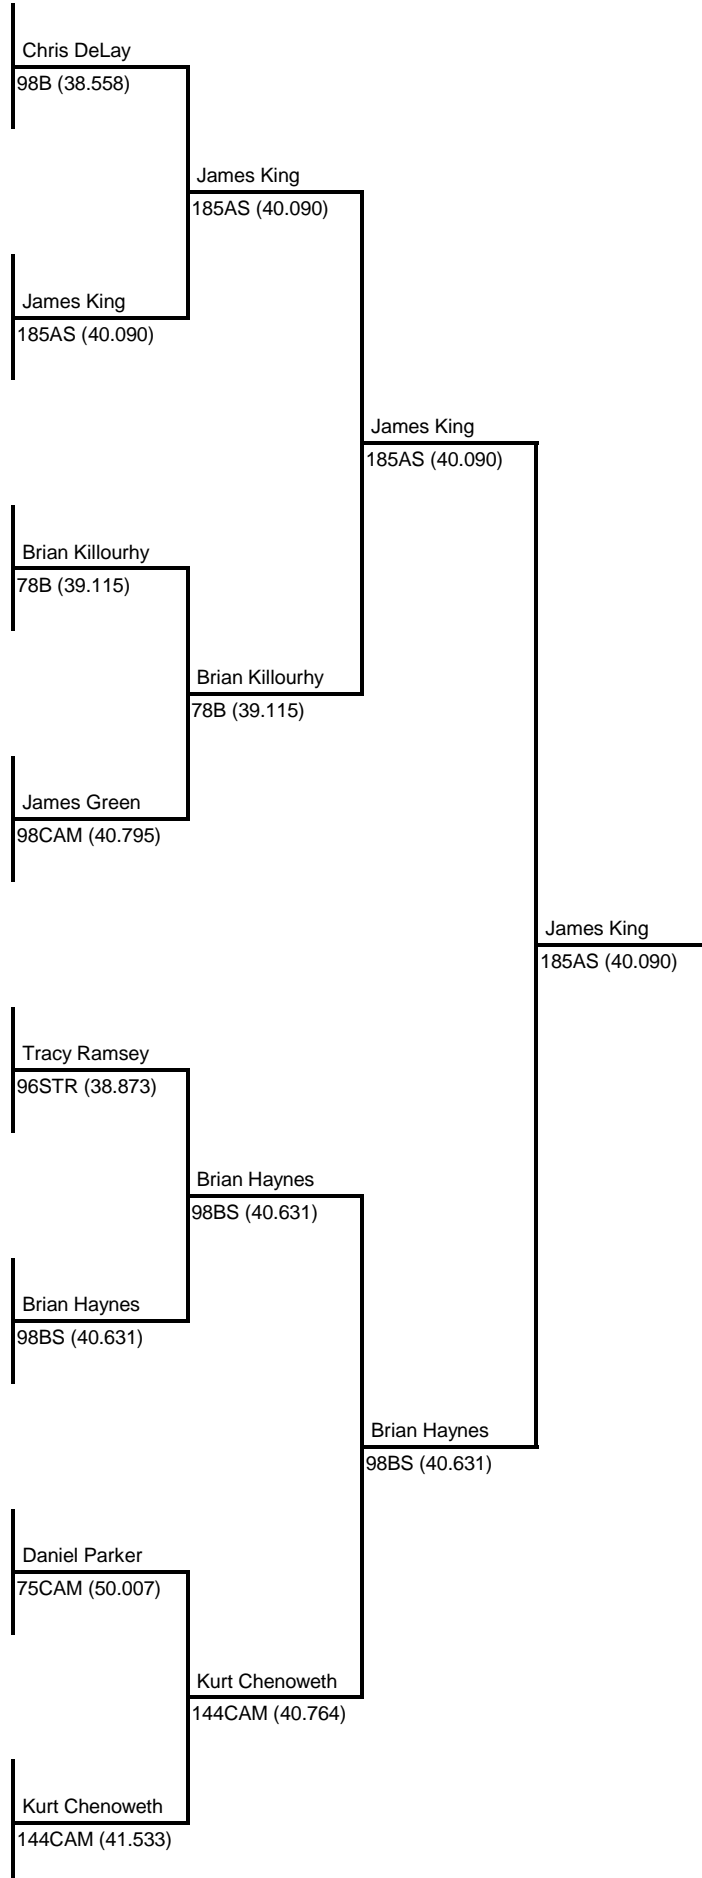 Chris DeLay
98B (38.558)
James King
185AS (40.090)
James King
185AS (40.090)
James King
185AS (40.090)
Brian Killourhy
78B (39.115)
Brian Killourhy
78B (39.115)
James Green
98CAM (40.795)
James King
185AS (40.090)
Tracy Ramsey
96STR (38.873)
Brian Haynes
98BS (40.631)
Brian Haynes
98BS (40.631)
Brian Haynes
98BS (40.631)
Daniel Parker
75CAM (50.007)
Kurt Chenoweth
144CAM (40.764)
Kurt Chenoweth
144CAM (41.533)